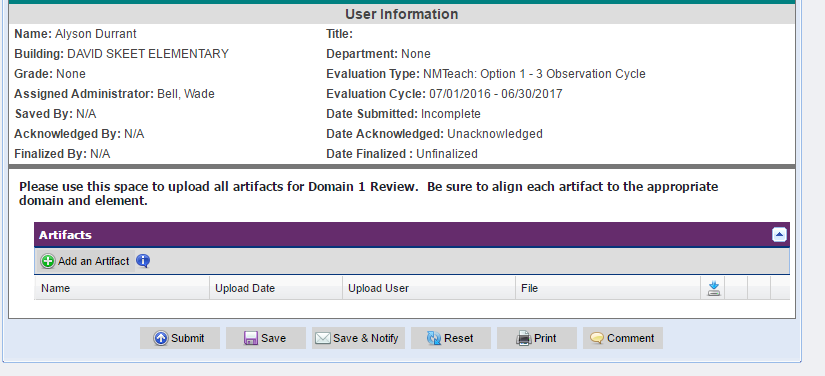 User Information
Name: Alyson Durrant Title:
Building: DAVID SKEET ELEMENTARY Department: None
Grade: None Evaluation Type: NMTeach: Option 1 - 3 Observation Cycle
Assigned Administrator: Bell, Wade Evaluation Cycle: 07/01/2016 - 06/30/2017
Saved By: N/A Date Submitted: Incomplete
Acknowledged By: N/A Date Acknowledged: Unacknowledged
Finalized By: N/A Date Finalized : Unfinalized
Please use this space to upload all artifacts for Domain 1 Review. Be sure to align each artifact to the appropriate
domain and element.
Artifacts
Add an Artifact
Name Upload Date Upload User File
Submit Save Save & Notify Reset Print Comment